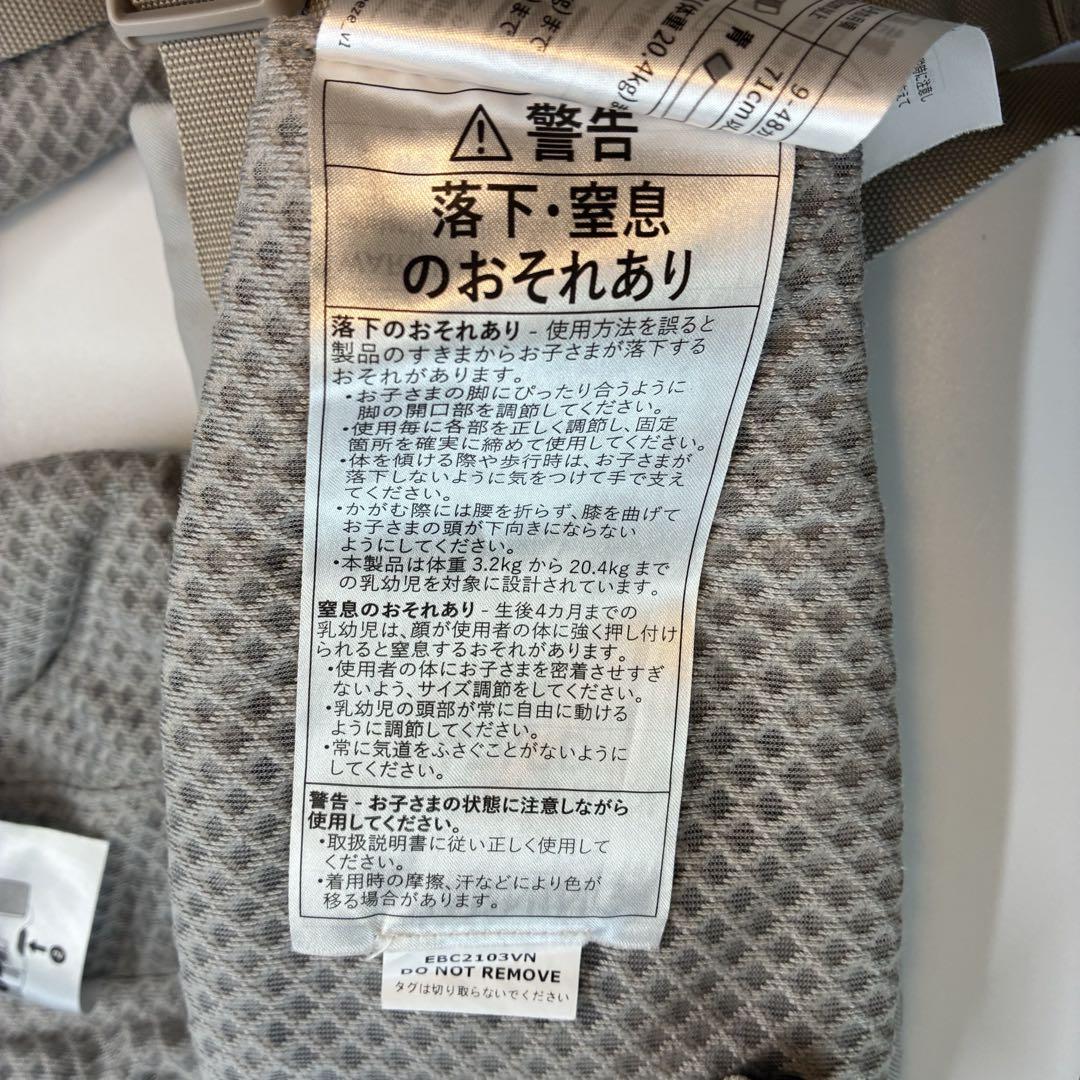 eeze.v1
まで
kg)まで
体重20.4kg)
背
9-48
71cm以
警告
落下・窒息
のおそれあり
落下のおそれあり - 使用方法を誤ると
製品のすきまからお子さまが落下する
おそれがあります。
・お子さまの脚にぴったり合うように
脚の開口部を調節してください。
・使用毎に各部を正しく調節し、固定
箇所を確実に締めて使用してください。
・体を傾ける際や歩行時は、お子さまが
落下しないように気をつけて手で支え
てください。
・かがむ際には腰を折らず、膝を曲げて
お子さまの頭が下向きにならない
ようにしてください。
・本製品は体重 3.2kg から 20.4kg まで
の乳幼児を対象に設計されています。
窒息のおそれあり - 生後4カ月までの
乳幼児は、顔が使用者の体に強く押し付け
られると窒息するおそれがあります。
・使用者の体にお子さまを密着させすぎ
ないよう、サイズ調節をしてください。
・乳幼児の頭部が常に自由に動ける
ように調節してください。
・常に気道をふさぐことがないように
してください。
警告 - お子さまの状態に注意しながら
使用してください。
・取扱説明書に従い正しく使用して
ください。
・着用時の摩擦、汗などにより色が
移る場合があります。
EBC2103VN
DO NOT REMOVE
タグは切り取らないでください